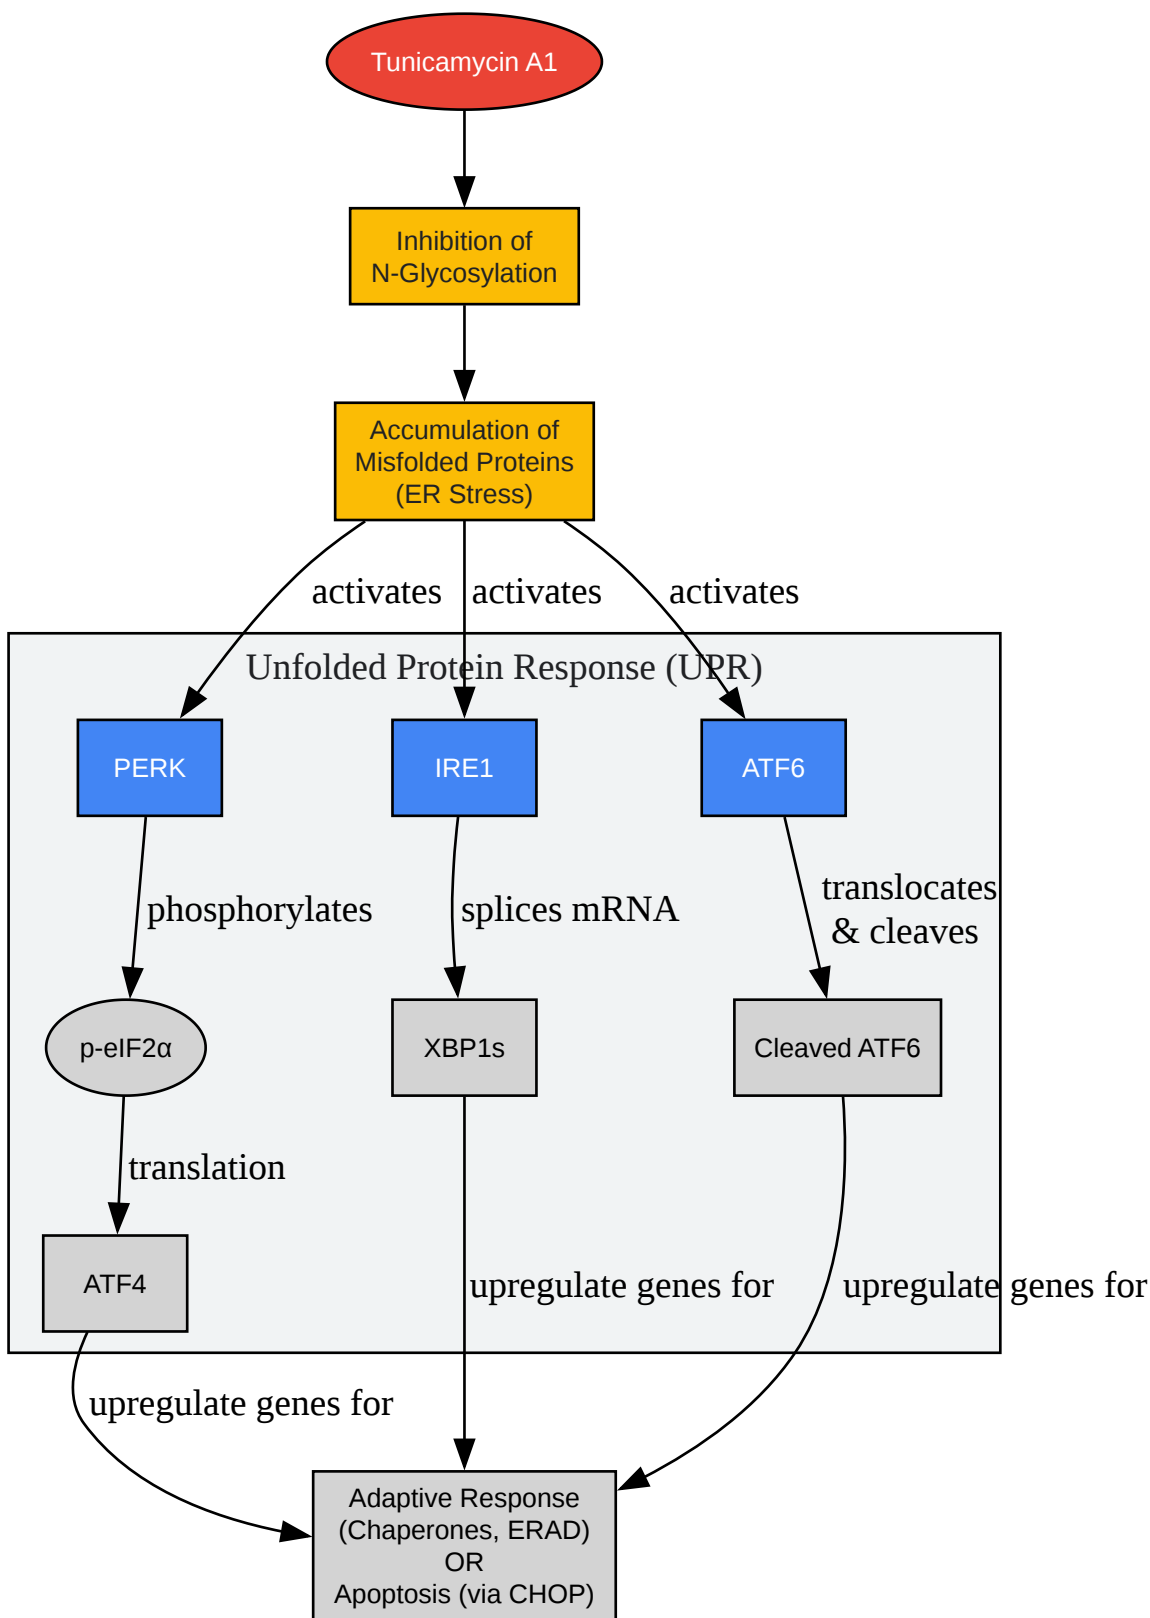 Tunicamycin A1
Inhibition of
N-Glycosylation
Accumulation of
Misfolded Proteins
(ER Stress)
activates
activates
activates
Unfolded Protein Response (UPR)
PERK
IRE1
ATF6
phosphorylates
splices mRNA
translocates
& cleaves
p-eIF2α
XBP1s
Cleaved ATF6
translation
ATF4
upregulate genes for
upregulate genes for
upregulate genes for
Adaptive Response
(Chaperones, ERAD)
OR
Apoptosis (via CHOP)